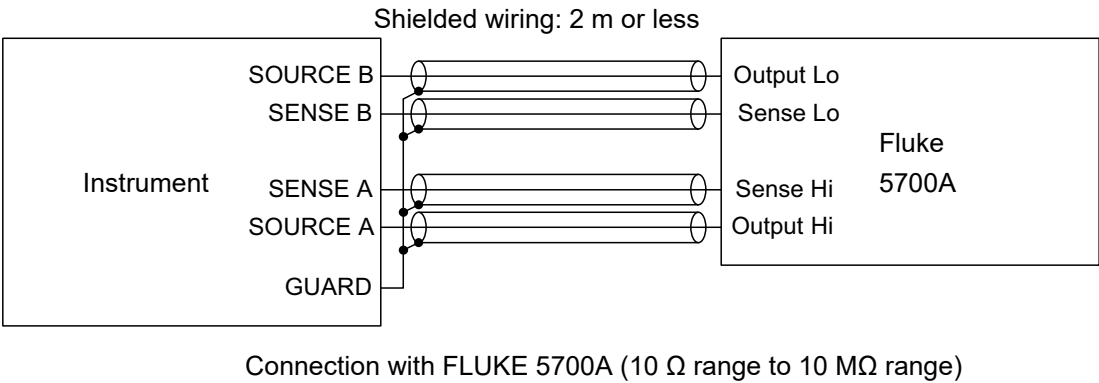 Shielded wiring: 2 m or less
SOURCE B
Output Lo
SENSE B
Sense Lo
Fluke
5700A
Instrument
SENSE A
Sense Hi
SOURCE A
Output Hi
GUARD
Connection with FLUKE 5700A (10 Ω range to 10 MΩ range)